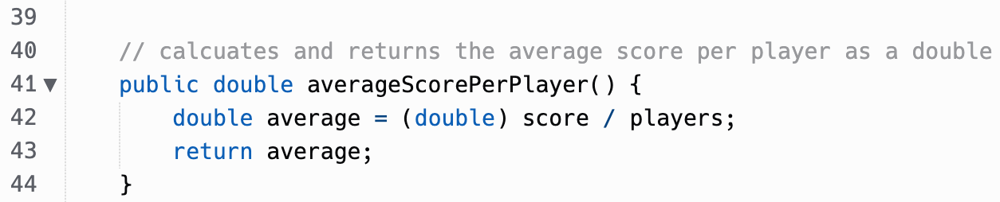 39
40 // calcuates and returns the average score per player as a double
41 ▼ public double averageScorePerPlayer() {
42 double average = (double) score / players;
43 return average;
44 }